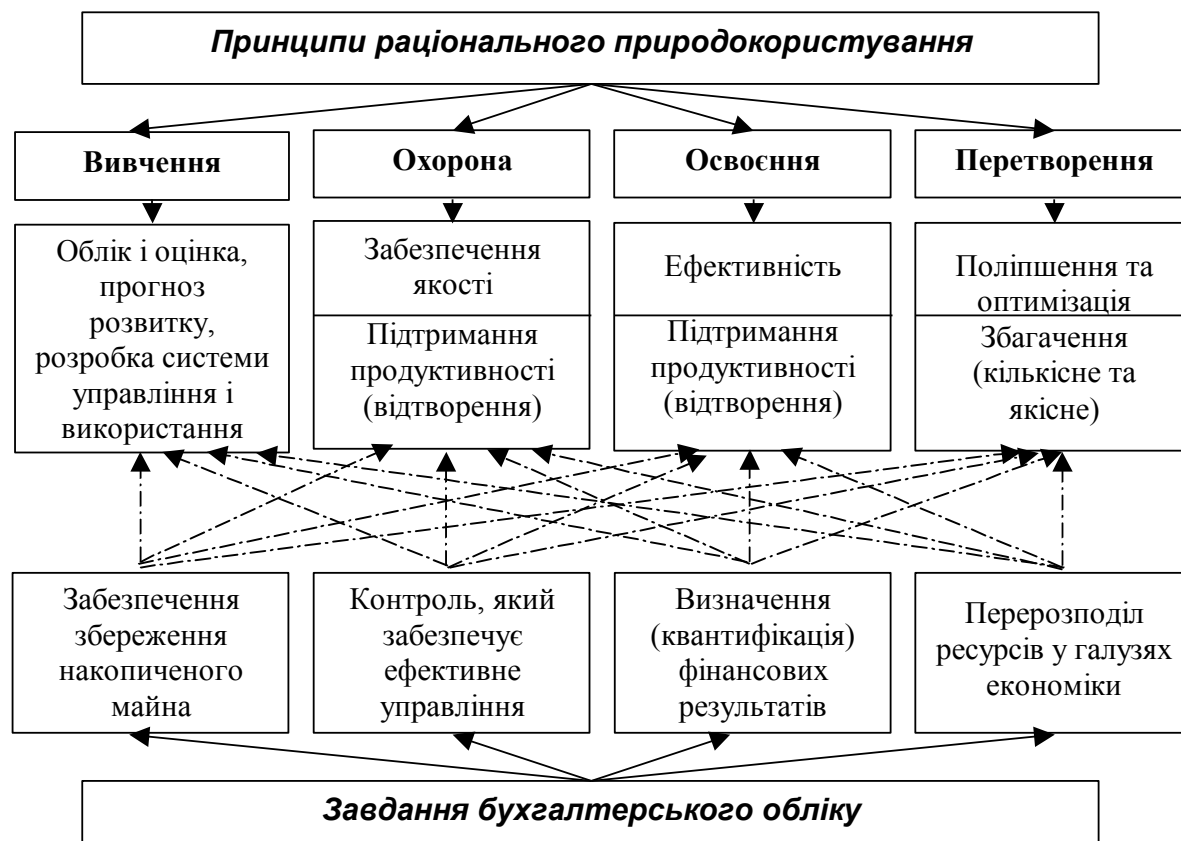 Принципи раціонального природокористування
Вивчення
Охорона
Освоєння
Перетворення
Облік і оцінка,
прогноз
розвитку,
розробка системи
управління і
використання
Забезпечення
якості
Підтримання
продуктивності
(відтворення)
Ефективність
Підтримання
продуктивності
(відтворення)
Поліпшення та
оптимізація
Збагачення
(кількісне та
якісне)
Забезпечення
збереження
накопиченого
майна
Контроль, який
забезпечує
ефективне
управління
Визначення
(квантифікація)
фінансових
результатів
Перерозподіл
ресурсів у галузях
економіки
Завдання бухгалтерського обліку